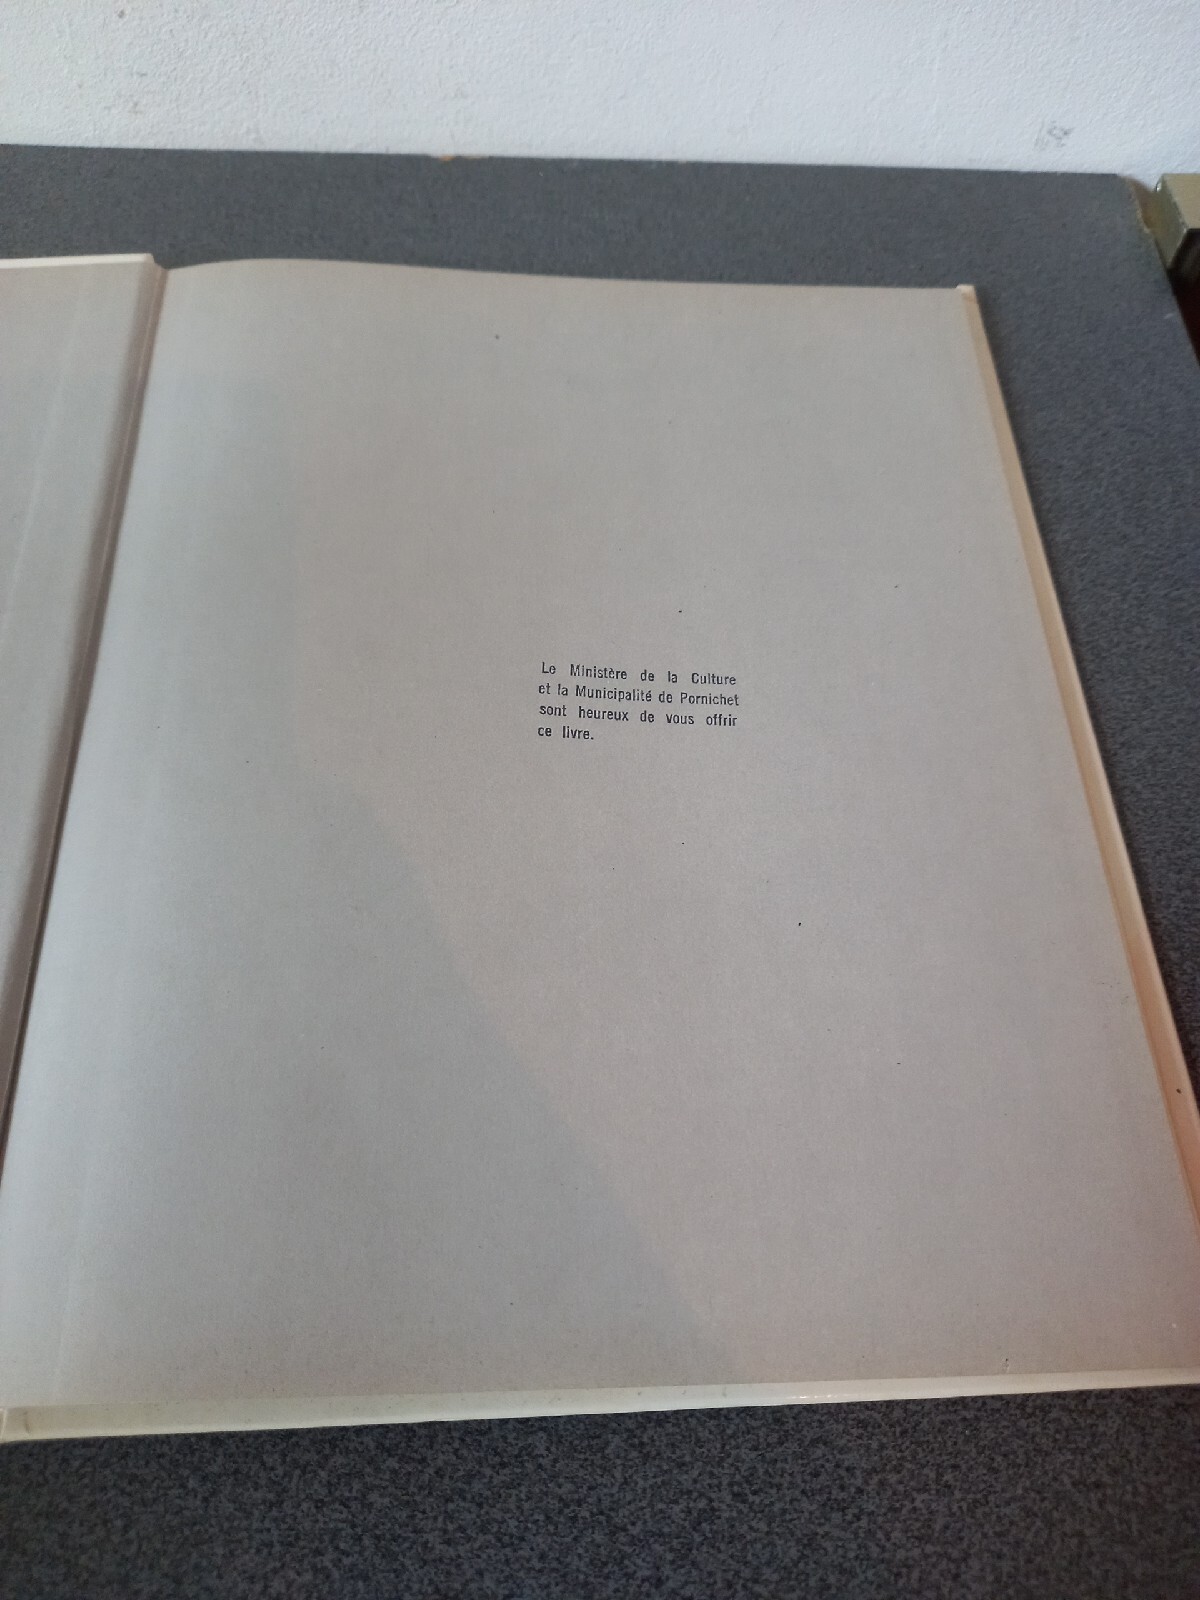 Le Ministère de la Culture
et la Municipalité de Pornichet
sont heureux de vous offrir
ce livre.